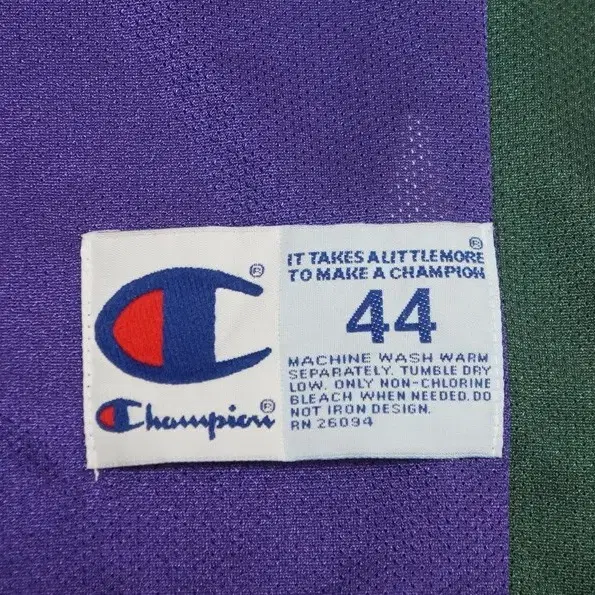 ®
IT TAKES A LITTLE MORE
TO MAKE A CHAMPION®
44
MACHINE WASH WARM
SEPARATELY. TUMBLE DRY
LOW. ONLY NON-CHLORINE
BLEACH WHEN NEEDED. DO
NOT IRON DESIGN.
RN 26094
Champion®